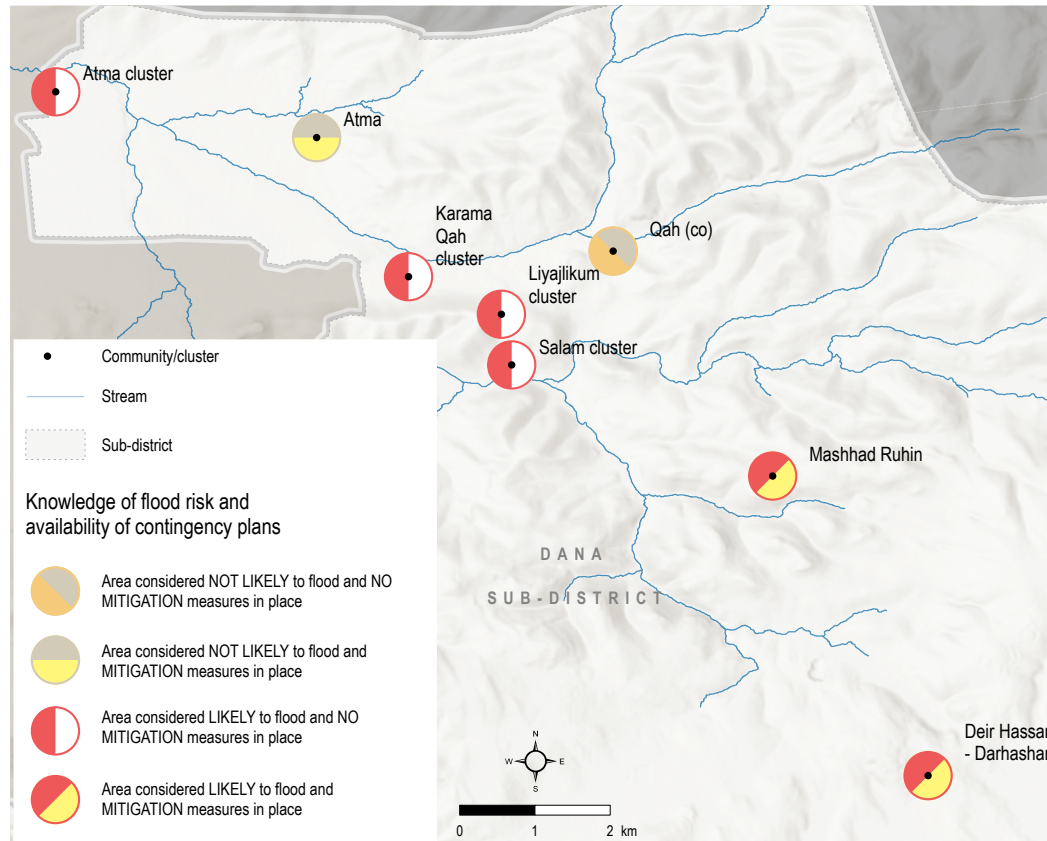 Atma cluster
Atma
Karama
Qah
cluster
Qah (co)
Liyajlikum
cluster
Salam cluster
Mashhad Ruhin
DANA
SUB-DISTRICT
Deir Hassan
- Darhashan
Community/cluster
Stream
Sub-district
Knowledge of flood risk and
availability of contingency plans
Area considered NOT LIKELY to flood and NO
MITIGATION measures in place
Area considered NOT LIKELY to flood and
MITIGATION measures in place
Area considered LIKELY to flood and NO
MITIGATION measures in place
Area considered LIKELY to flood and
MITIGATION measures in place
N
W E
S
0 1 2 km